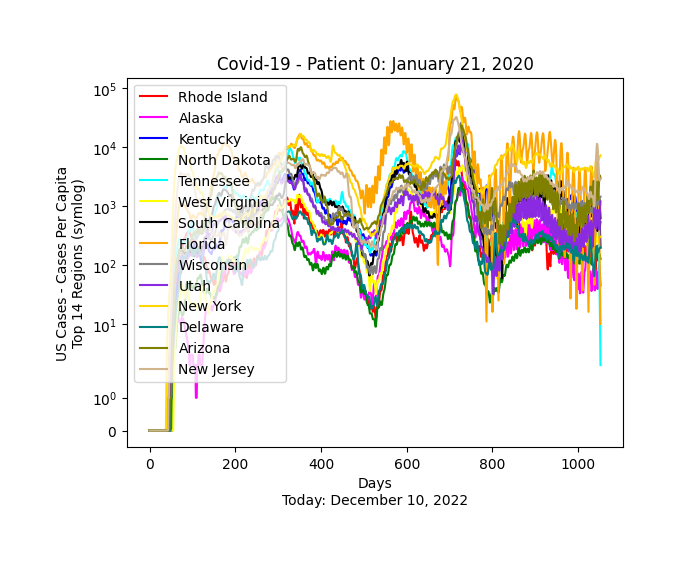 Covid-19 - Patient 0: January 21, 2020
US Cases - Cases Per Capita
Top 14 Regions (symlog)
10^5
10^4
10^3
10^2
10^1
10^0
0
Rhode Island
Alaska
Kentucky
North Dakota
Tennessee
West Virginia
South Carolina
Florida
Wisconsin
Utah
New York
Delaware
Arizona
New Jersey
0 200 400 600 800 1000
Days
Today: December 10, 2022